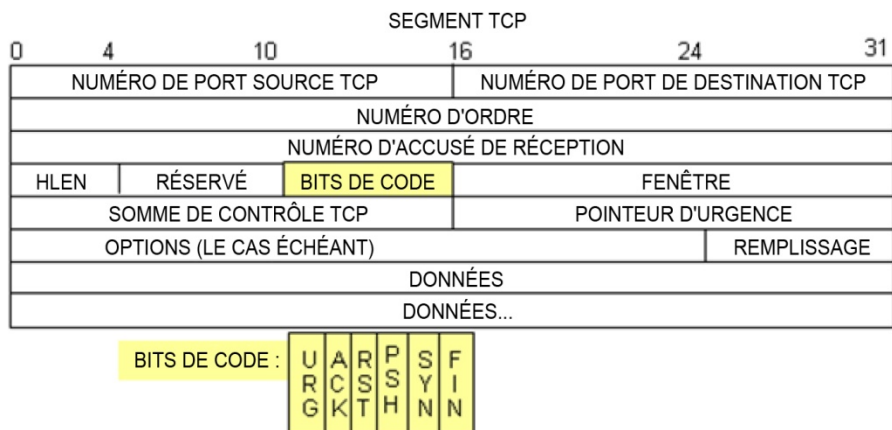 SEGMENT TCP
0 4 10 16 24 31
NUMÉRO DE PORT SOURCE TCP NUMÉRO DE PORT DE DESTINATION TCP
NUMÉRO D'ORDRE
NUMÉRO D'ACCUSÉ DE RÉCEPTION
HLEN RÉSERVÉ BITS DE CODE FENÊTRE
SOMME DE CONTRÔLE TCP POINTEUR D'URGENCE
OPTIONS (LE CAS ÉCHÉANT) REMPLISSAGE
DONNÉES
DONNÉES...
BITS DE CODE : URG ACK RST PSH SYN FIN